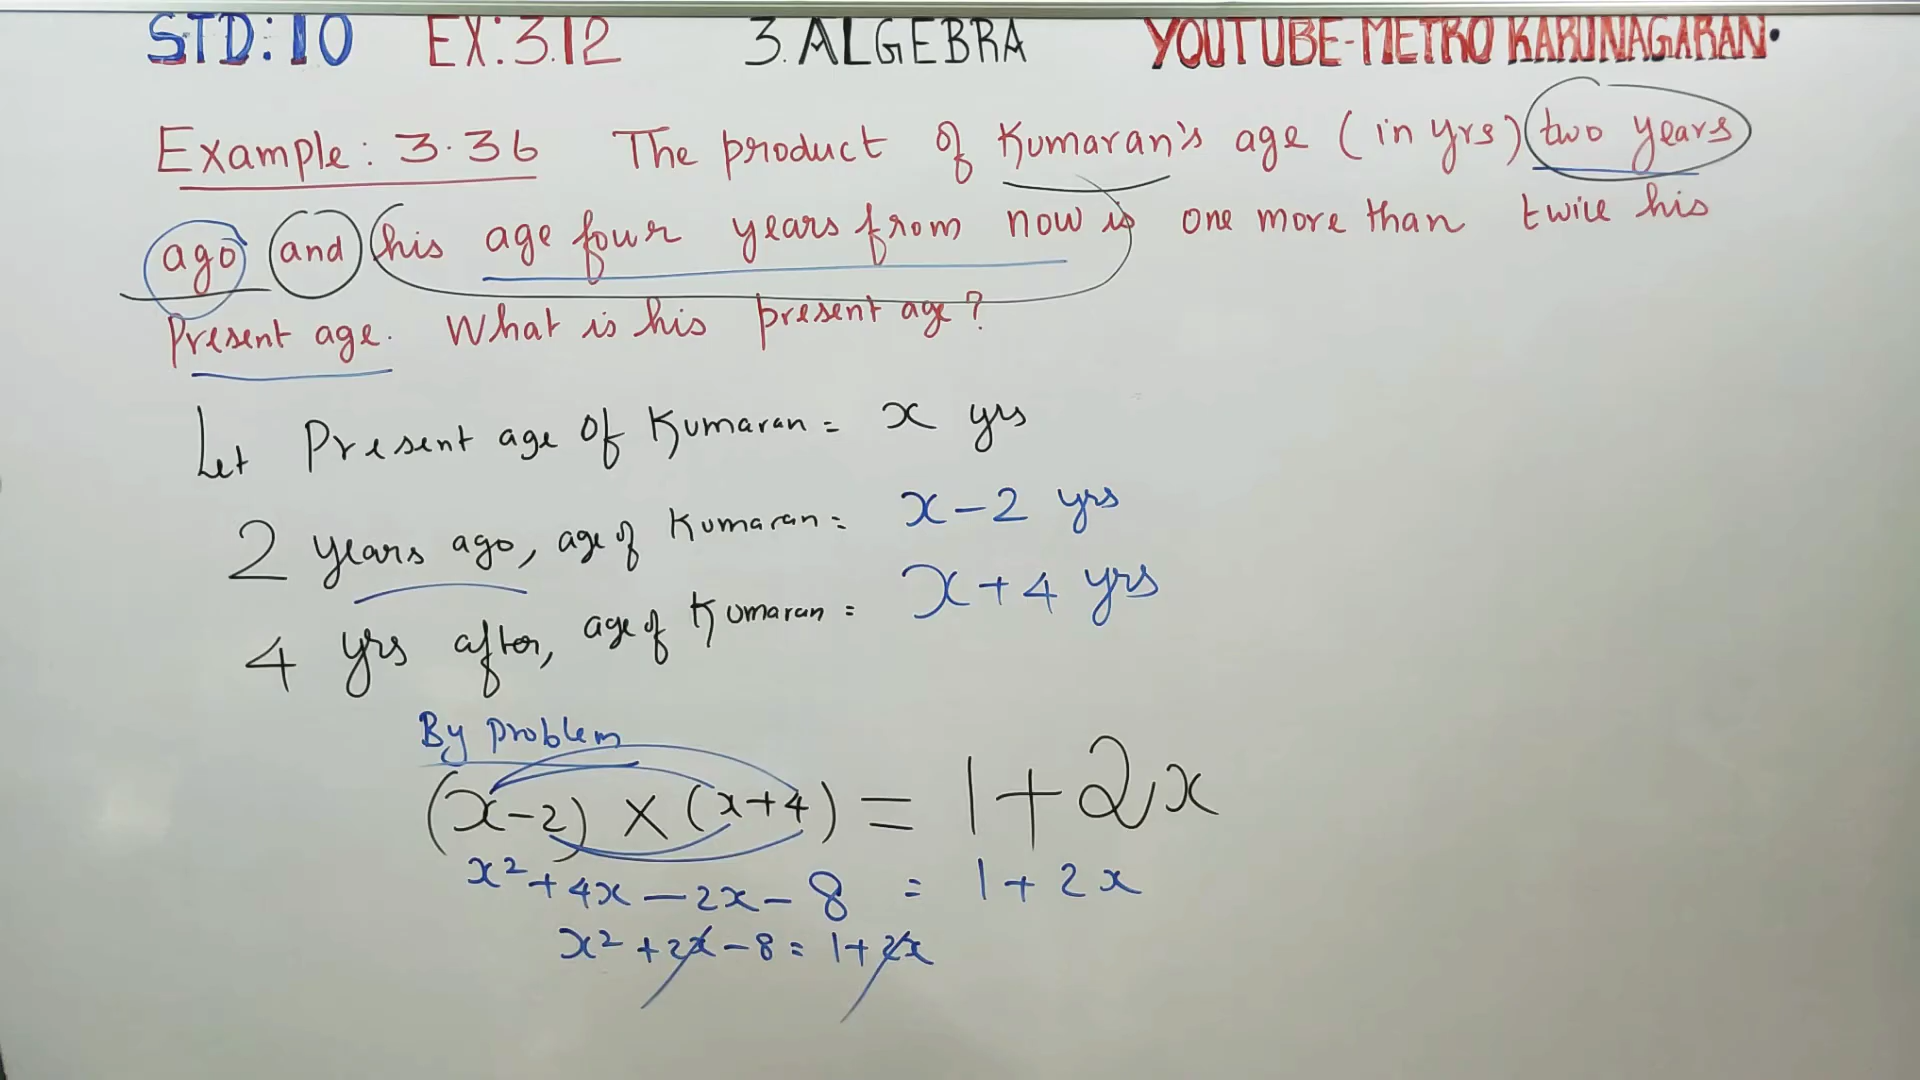 STD:10 EX:3.12 3.ALGEBRA YOUTUBE-METRO KARUNAGARAN.
Example: 3.36 The product of Kumaran's age (in yrs) two years
ago and his age four years from now is one more than twice his
Present age. What is his present age?
Let Present age of Kumaran = x yrs
2 years ago, age of Kumaran = x-2 yrs
4 yrs after, age of Kumaran = x+4 yrs
By problem
(x-2) × (x+4) = 1+2x
x²+4x-2x-8 = 1+2x
x²+2x-8=1+2x